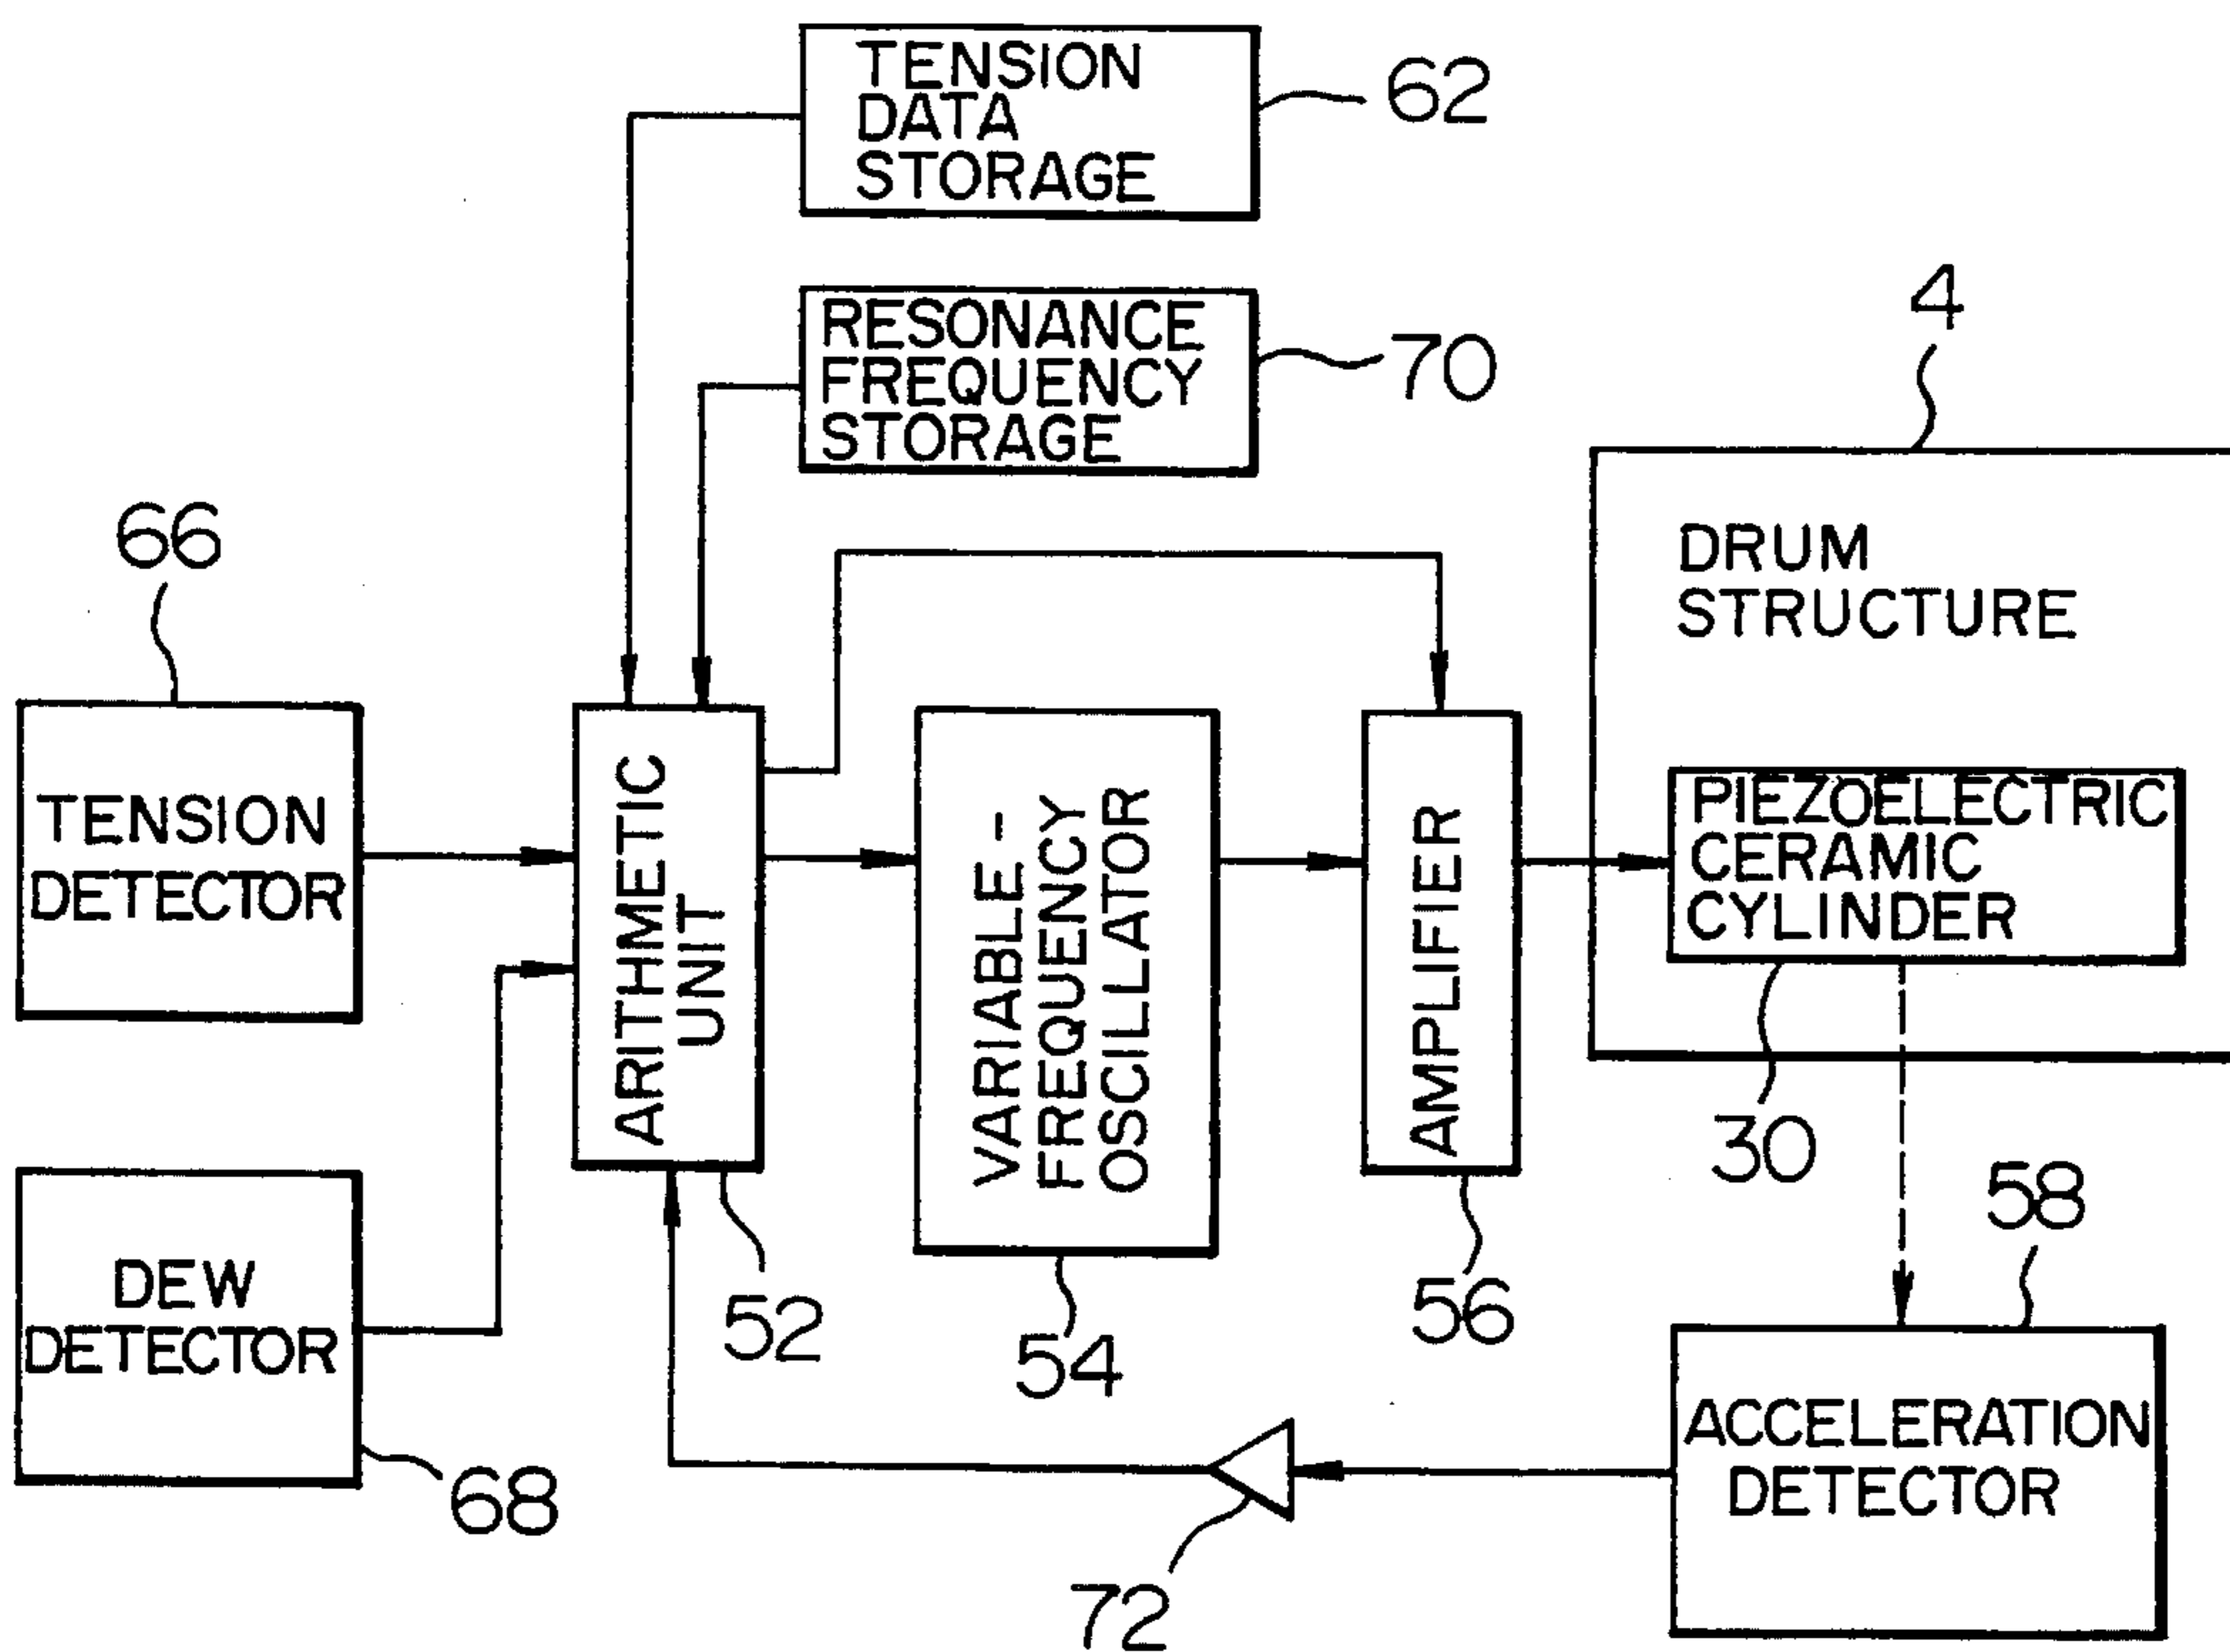 TENSION
DATA
STORAGE
62
RESONANCE
FREQUENCY
STORAGE
70
4
DRUM
STRUCTURE
66
TENSION
DETECTOR
ARITHMETIC
UNIT
VARIABLE-
FREQUENCY
OSCILLATOR
AMPLIFIER
PIEZOELECTRIC
CERAMIC
CYLINDER
30
58
DEW
DETECTOR
52
54
56
68
72
ACCELERATION
DETECTOR